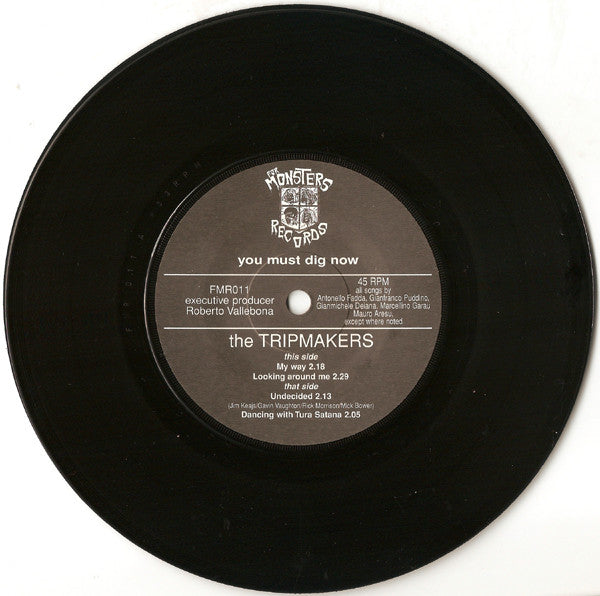 FOR
MONSTERS
RECORDS
you must dig now
FMR011
executive producer
Roberto Vallebona
45 RPM
all songs by
Antonello Fadda, Gianfranco Puddino,
Gianmichele Deiana, Marcellino Garau
Mauro Aresu,
except where noted
the TRIPMAKERS
this side
My way 2.18
Looking around me 2.29
that side
Undecided 2.13
(Jim Keajs/Gavin Vaughton/Rick Morrison/Mick Bower)
Dancing with Tura Satana 2.05